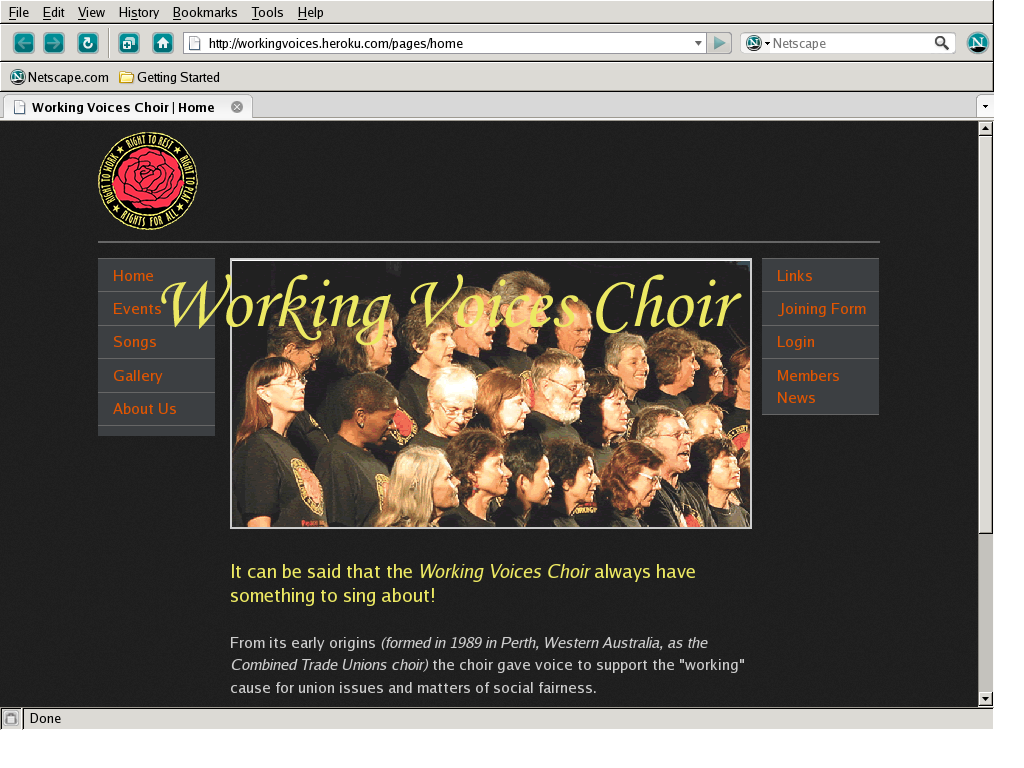 File Edit View History Bookmarks Tools Help
http://workingvoices.heroku.com/pages/home
N Netscape
N
N Netscape.com Getting Started
Working Voices Choir | Home
RIGHT TO WORK ★ RIGHT TO REST ★ RIGHT TO PLAY ★ RIGHTS FOR ALL ★
Working Voices Choir
Home
Events
Songs
Gallery
About Us
Links
Joining Form
Login
Members
News
It can be said that the Working Voices Choir always have
something to sing about!
From its early origins (formed in 1989 in Perth, Western Australia, as the
Combined Trade Unions choir) the choir gave voice to support the "working"
cause for union issues and matters of social fairness.
Done